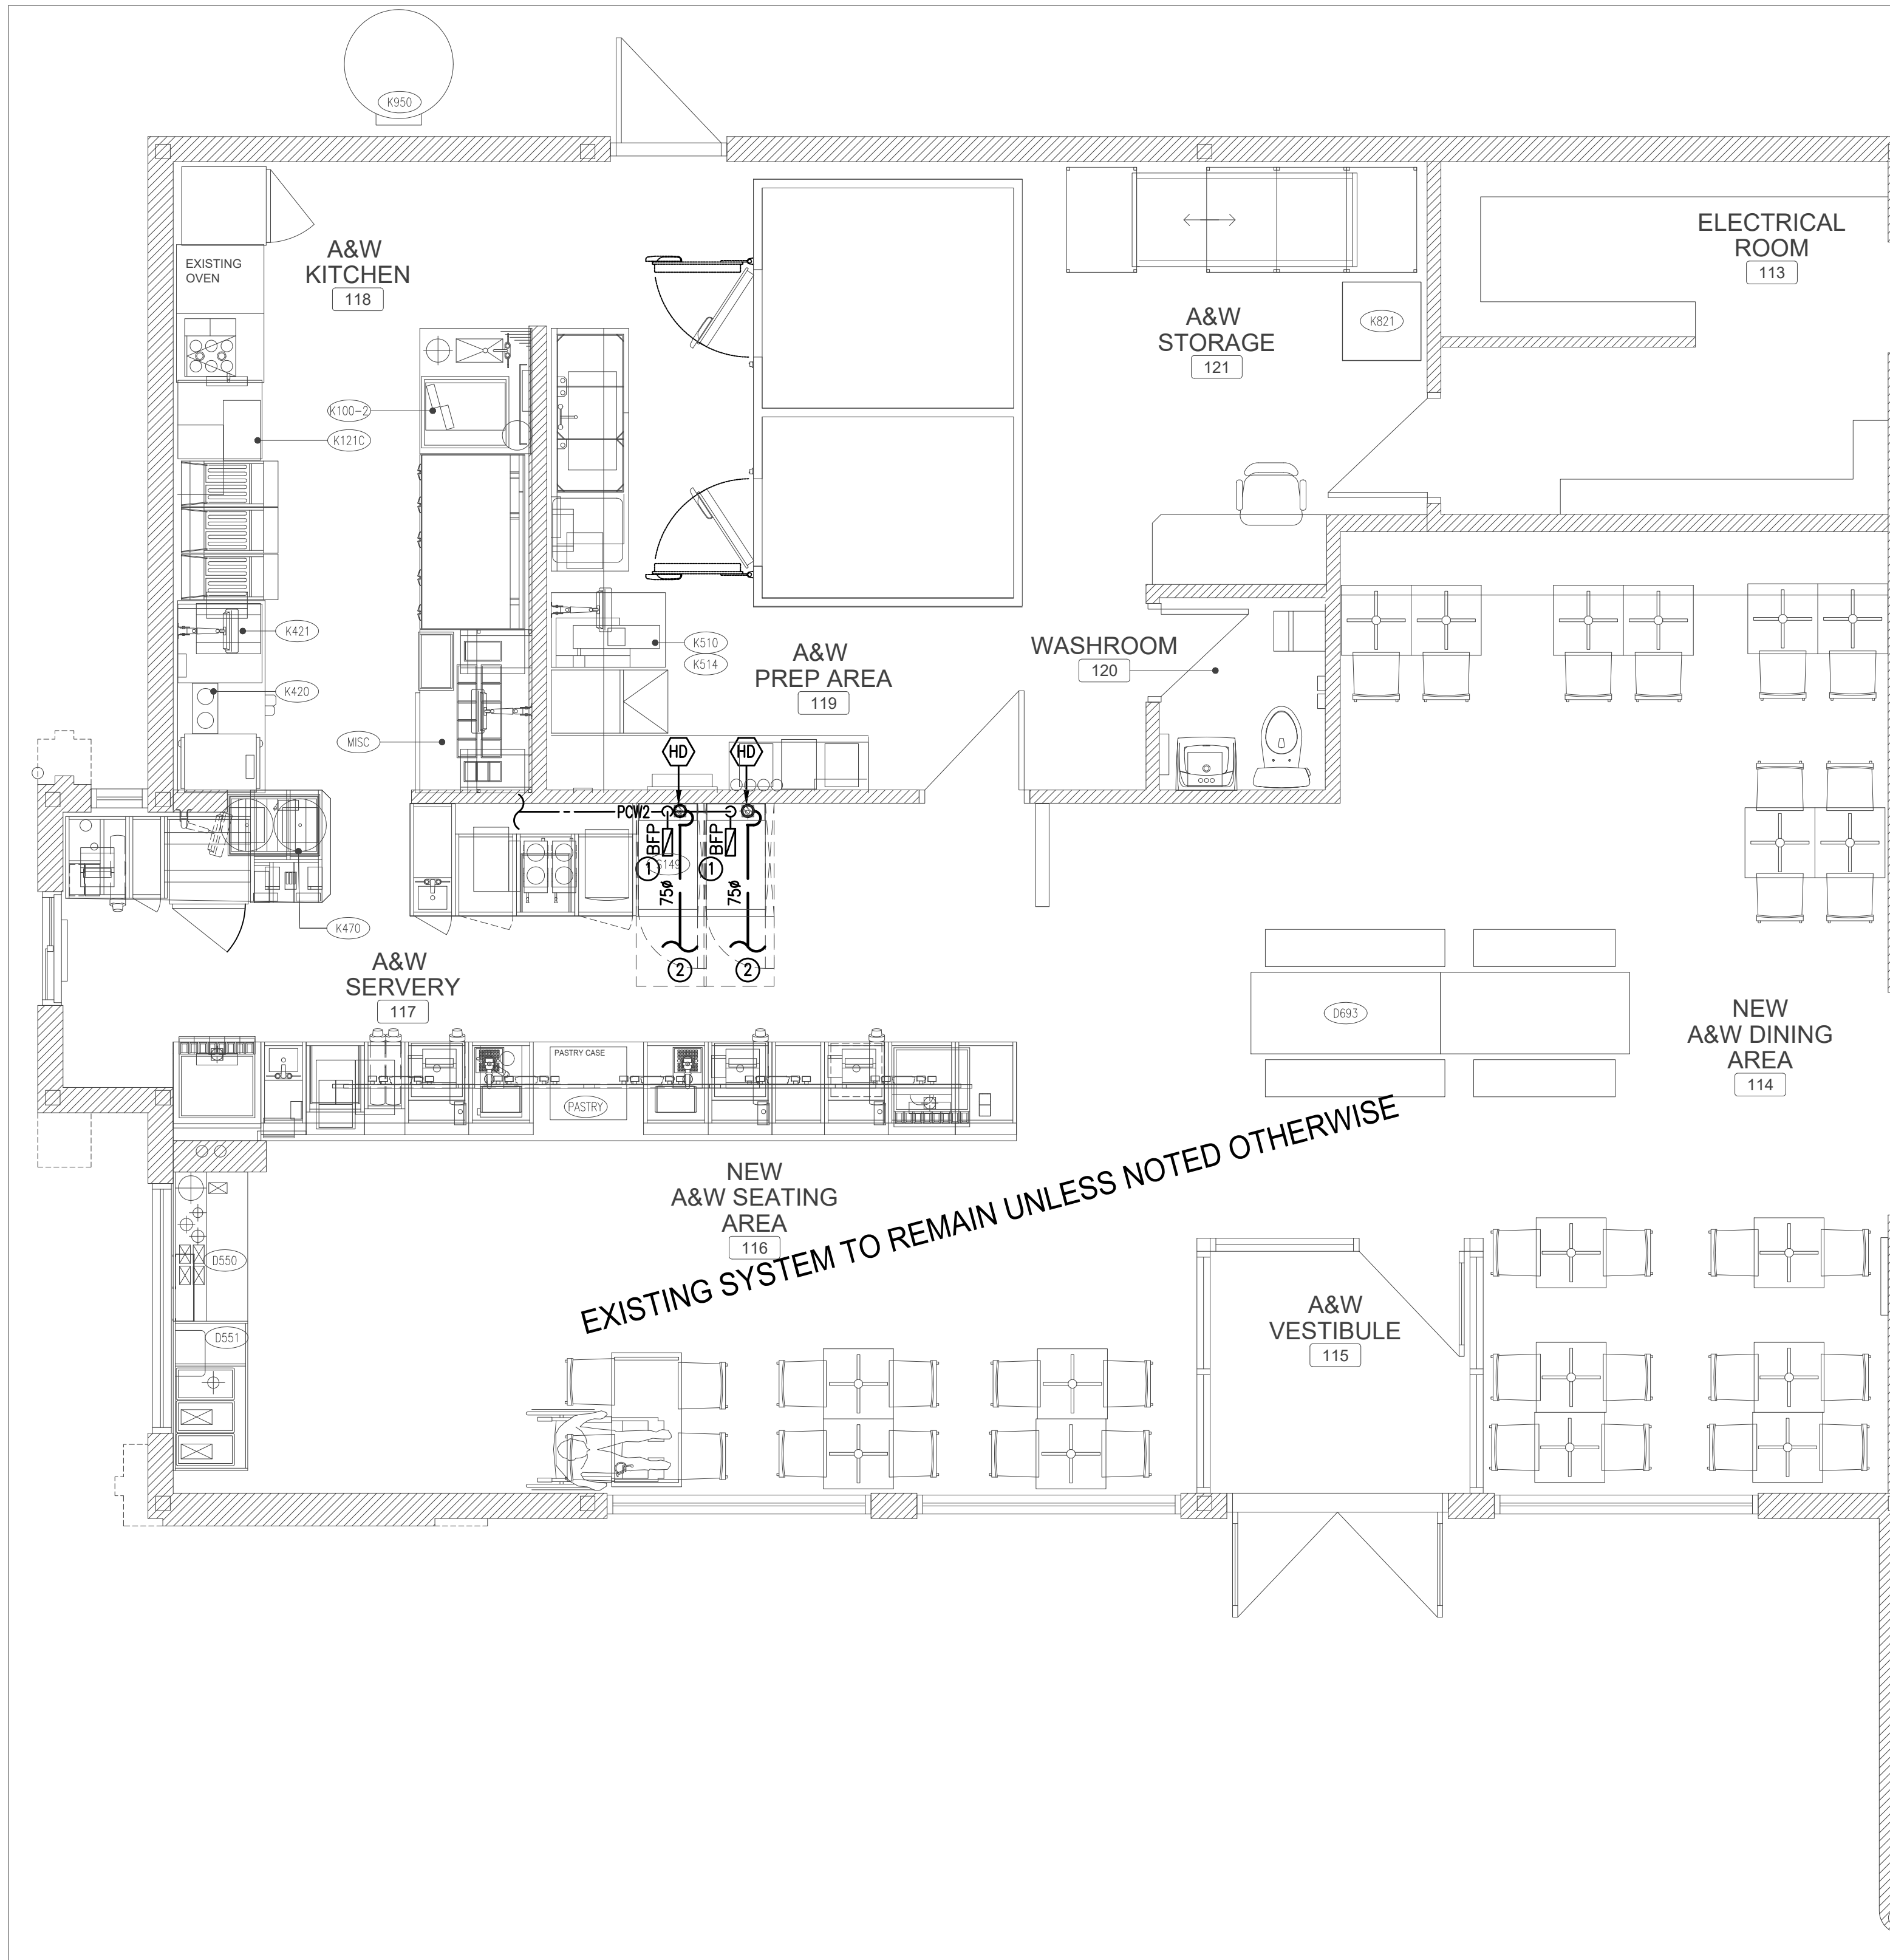 K950
A&W
KITCHEN
118
EXISTING
OVEN
ELECTRICAL
ROOM
113
A&W
STORAGE
121
K821
K100-2
K121C
K421
K510
K514
A&W
PREP AREA
119
WASHROOM
120
K420
MISC
HD
HD
PCW2
BFP
BFP
1
1
75ø
75ø
2
2
K470
A&W
SERVERY
117
D693
NEW
A&W DINING
AREA
114
PASTRY CASE
PASTRY
NEW
A&W SEATING
AREA
116
EXISTING SYSTEM TO REMAIN UNLESS NOTED OTHERWISE
D550
D551
A&W
VESTIBULE
115